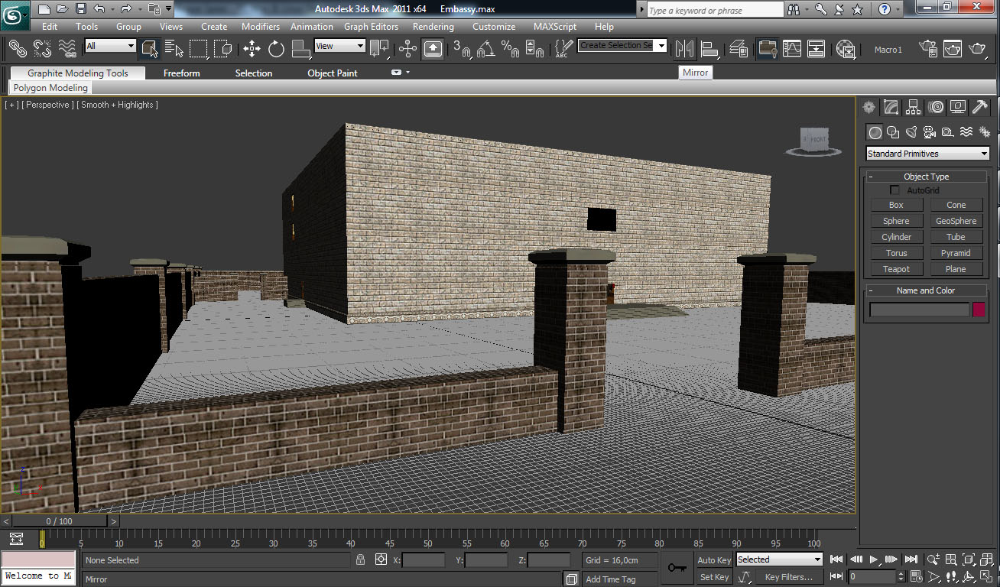 Autodesk 3ds Max 2011 x64 Embassy.max
Type a keyword or phrase
Edit Tools Group Views Create Modifiers Animation Graph Editors Rendering Customize MAXScript Help
All View 3 ABC Create Selection Se Macro1
Graphite Modeling Tools Freeform Selection Object Paint
Mirror
Polygon Modeling
[ + ] [ Perspective ] [ Smooth + Highlights ]
FRONT
Standard Primitives
- Object Type
AutoGrid
Box Cone
Sphere GeoSphere
Cylinder Tube
Torus Pyramid
Teapot Plane
- Name and Color
z
y x
< 0 / 100 >
0 5 10 15 20 25 30 35 40 45 50 55 60 65 70 75 80 85 90 95 100
None Selected X: Y: Z: Grid = 16,0cm Auto Key Selected
Welcome to Mi
Mirror Add Time Tag Set Key Key Filters... 0